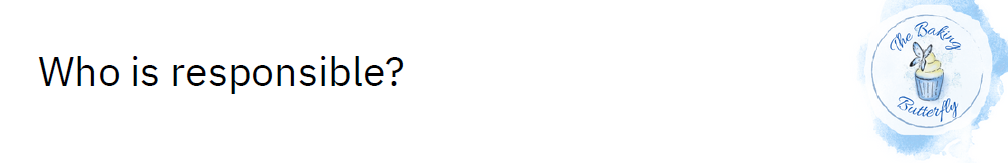 Who is responsible?
The Baking
Butterfly